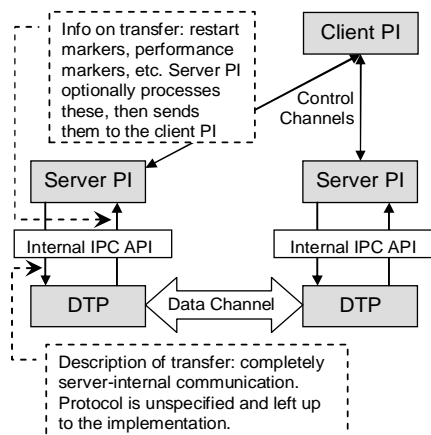 Info on transfer: restart
markers, performance
markers, etc. Server PI
optionally processes
these, then sends
them to the client PI
Client PI
Control
Channels
Server PI
Server PI
Internal IPC API
Internal IPC API
DTP
Data Channel
DTP
Description of transfer: completely
server-internal communication.
Protocol is unspecified and left up
to the implementation.